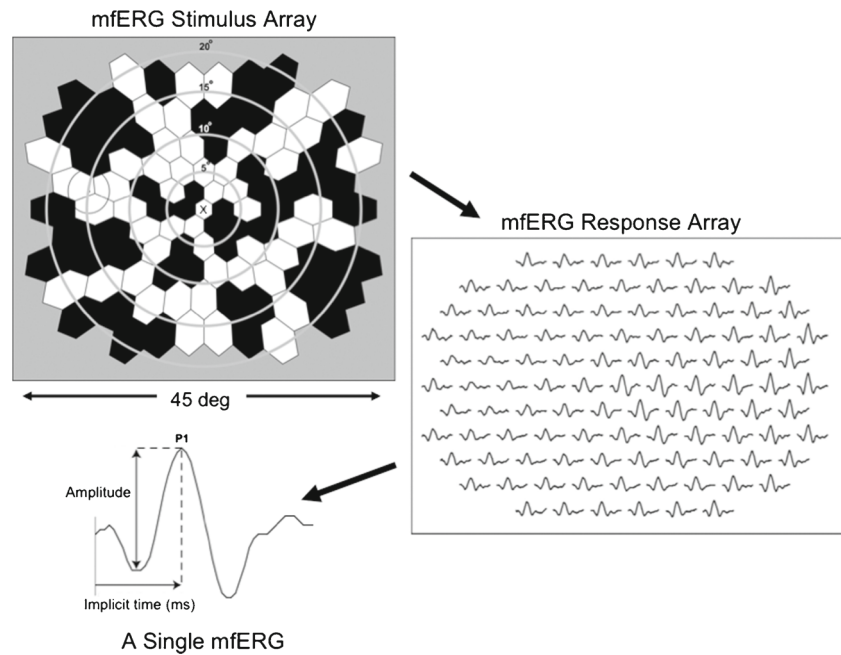 mfERG Stimulus Array
20°
15°
10°
5°
X
45 deg
mfERG Response Array
P1
Amplitude
Implicit time (ms)
A Single mfERG